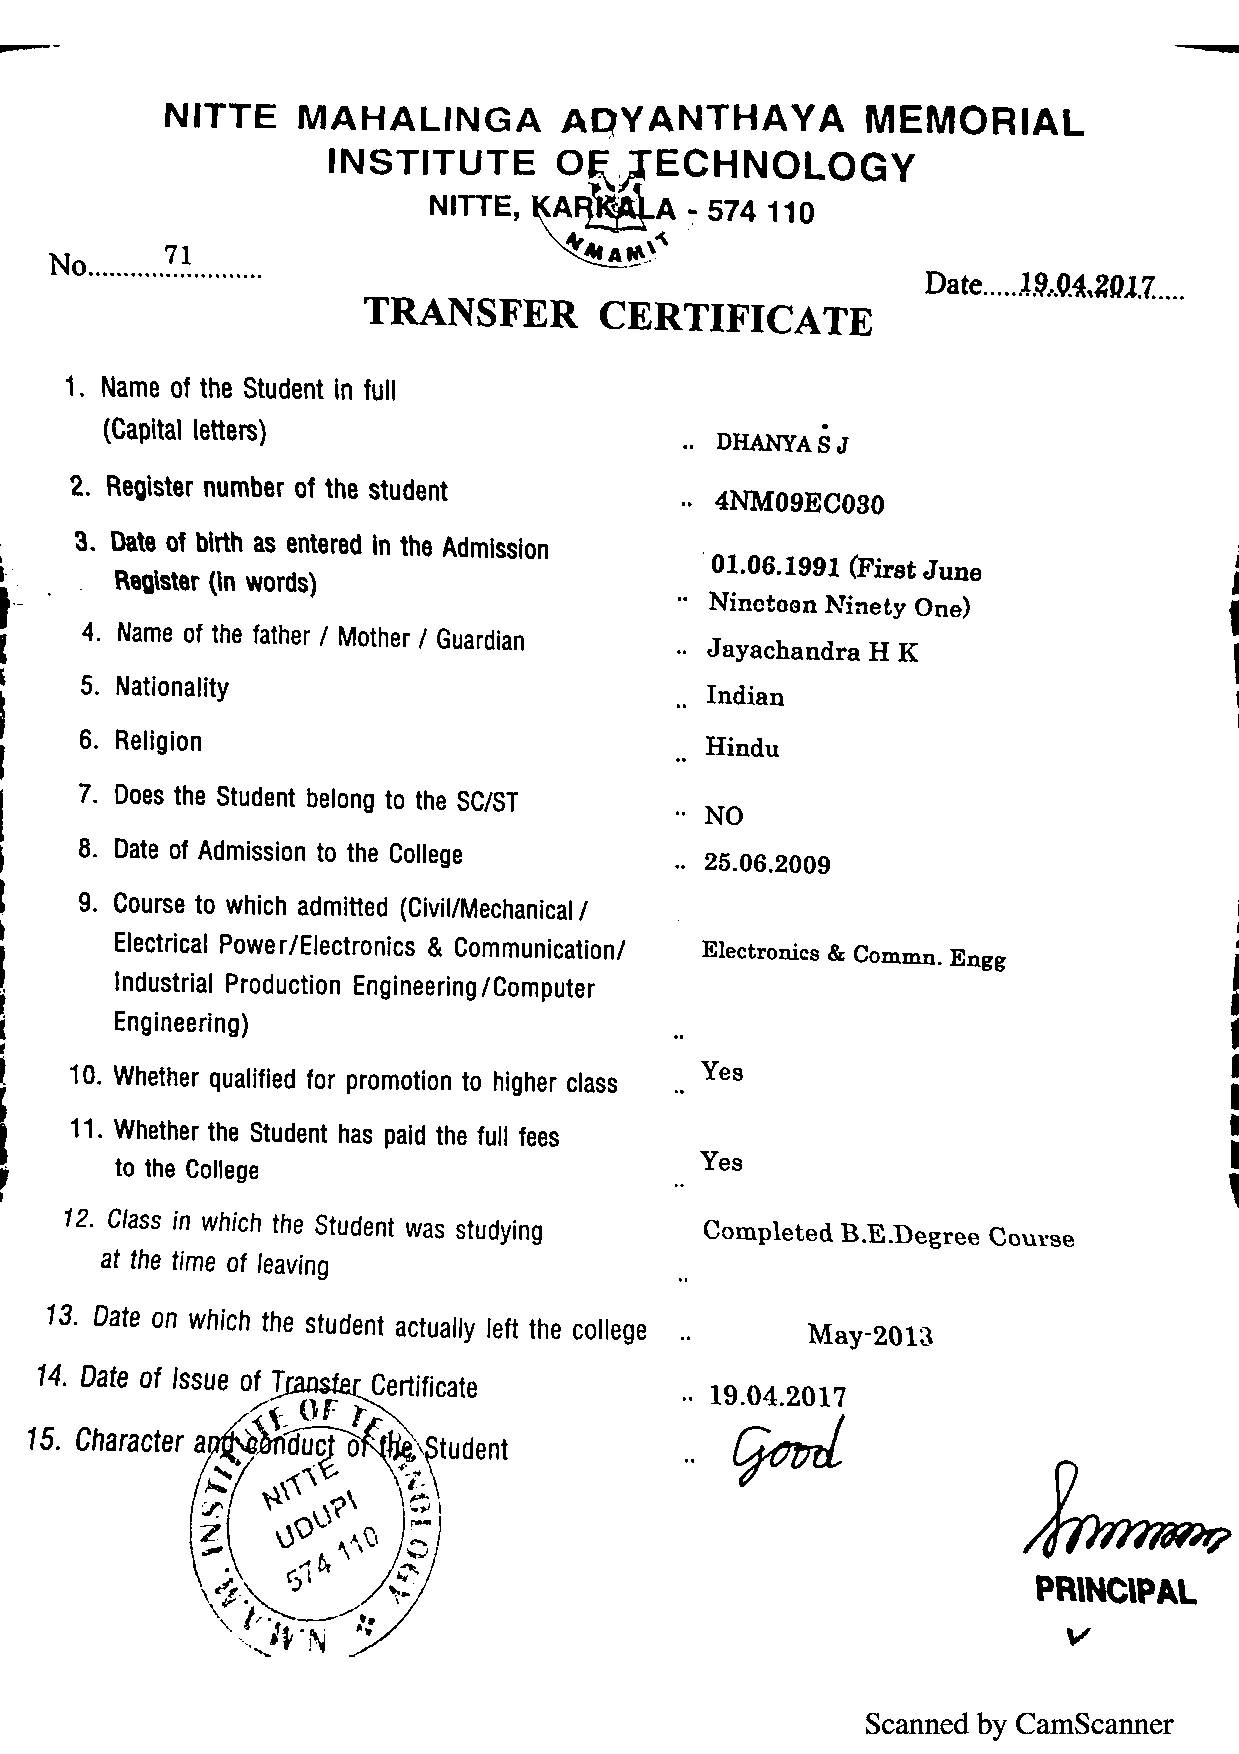 NITTE MAHALINGA ADYANTHAYA MEMORIAL
INSTITUTE OF TECHNOLOGY
NITTE, KARKALA - 574 110
NMAMIT
No. 71
Date.....19.04.2017.....
TRANSFER CERTIFICATE
1. Name of the Student in full
(Capital letters) .. DHANYA S J
2. Register number of the student .. 4NM09EC030
3. Date of birth as entered in the Admission 01.06.1991 (First June
Register (in words) .. Nineteen Ninety One)
4. Name of the father / Mother / Guardian .. Jayachandra H K
5. Nationality .. Indian
6. Religion .. Hindu
7. Does the Student belong to the SC/ST .. NO
8. Date of Admission to the College .. 25.06.2009
9. Course to which admitted (Civil/Mechanical/
Electrical Power/Electronics & Communication/ Electronics & Commn. Engg
Industrial Production Engineering/Computer
Engineering) ..
10. Whether qualified for promotion to higher class .. Yes
11. Whether the Student has paid the full fees
to the College .. Yes
12. Class in which the Student was studying Completed B.E.Degree Course
at the time of leaving ..
13. Date on which the student actually left the college .. May-2013
14. Date of Issue of Transfer Certificate .. 19.04.2017
15. Character and conduct of the Student .. Good
N.M.A.M. INSTITUTE OF TECHNOLOGY
NITTE
UDUPI
574 110
PRINCIPAL
Scanned by CamScanner